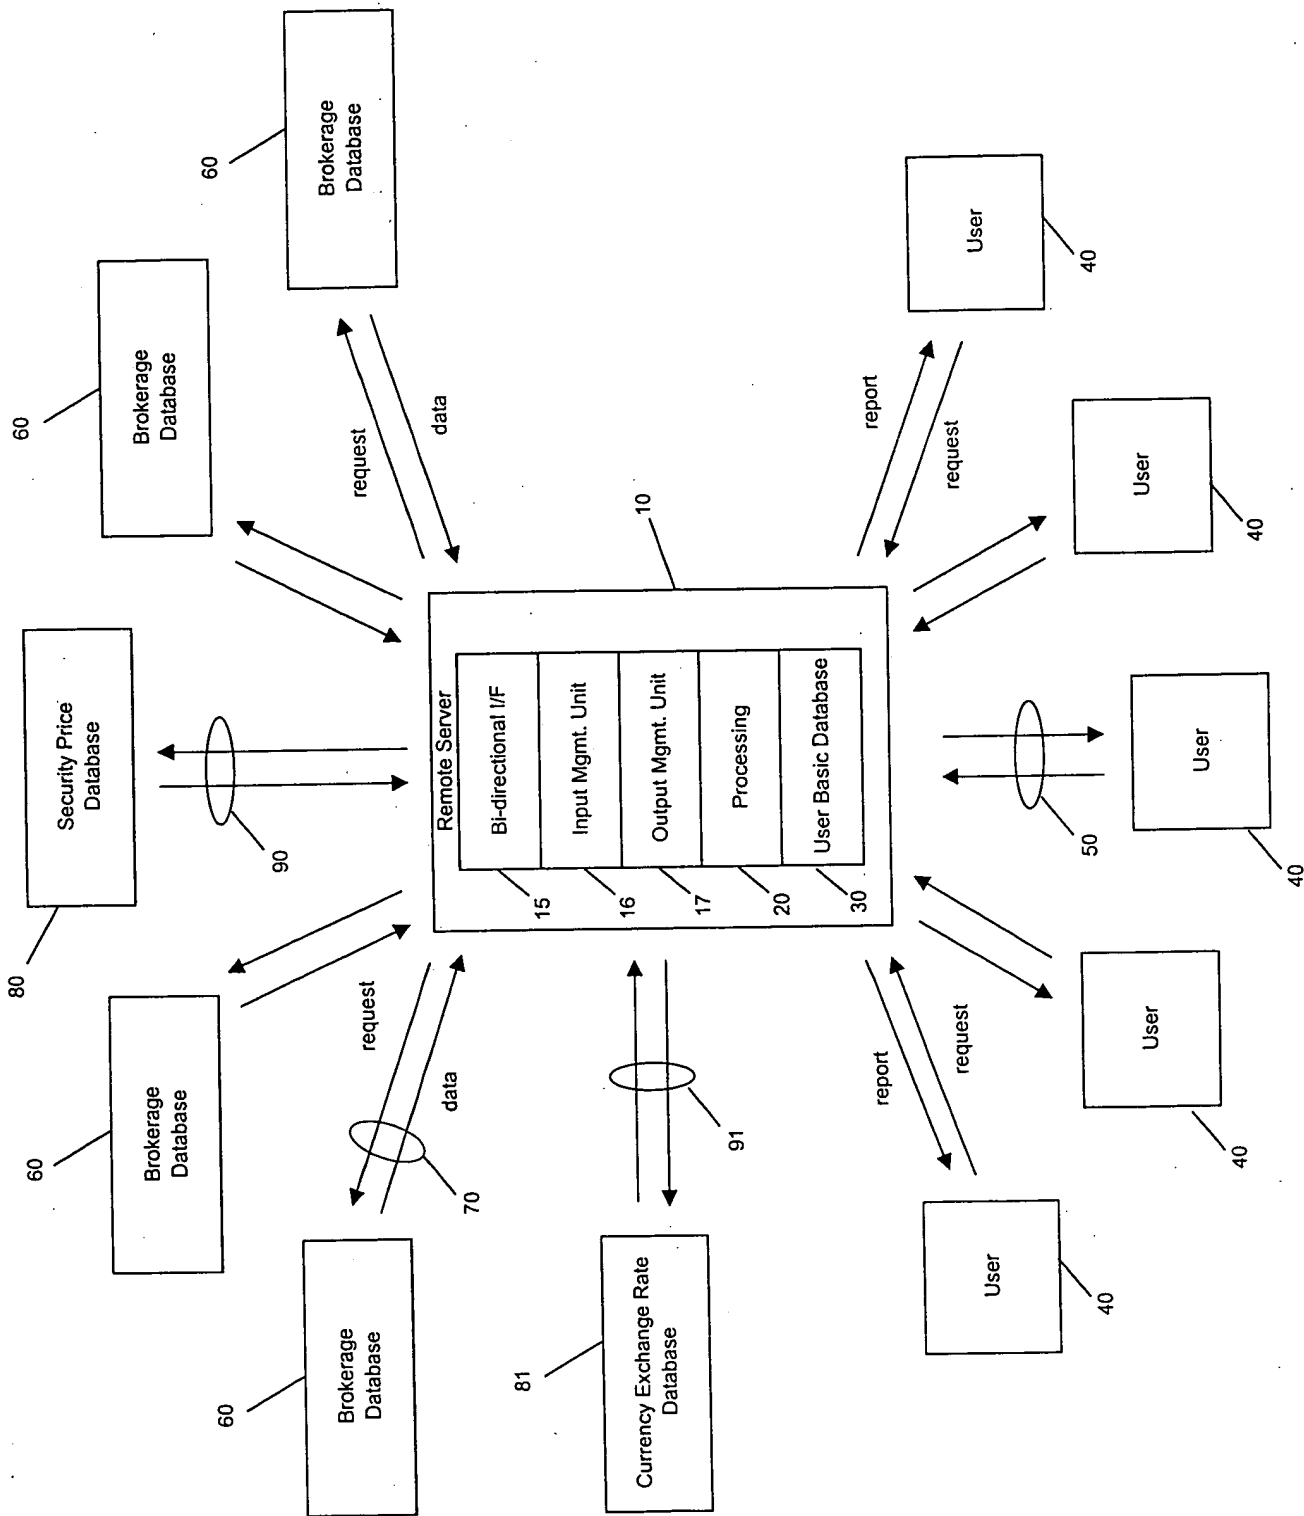 80
Security Price
Database
90
60
Brokerage
Database
60
Brokerage
Database
60
Brokerage
Database
request
data
70
60
Brokerage
Database
request
data
81
Currency Exchange Rate
Database
91
10
Remote Server
Bi-directional I/F
15
Input Mgmt. Unit
16
Output Mgmt. Unit
17
Processing
20
User Basic Database
30
report
request
User
40
User
40
50
User
40
User
40
report
request
User
40